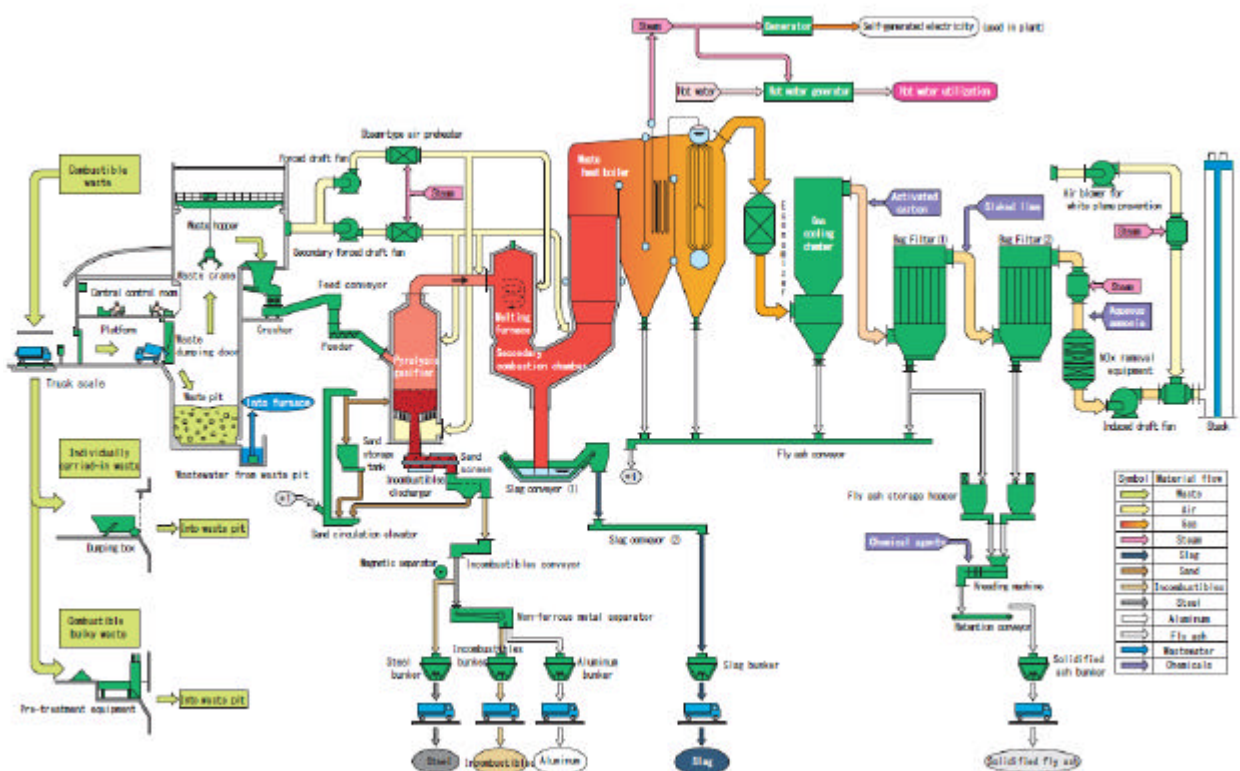 Steam
Generator
Self-generated electricity
(used in plant)
Hot water
Hot water generator
Hot water utilization
Steam-type air preheater
Forced draft fan
Combustible
waste
Steam
Waste hopper
Secondary forced draft fan
Waste
heat boiler
Economizer
Gas
cooling
chamber
Activated
carbon
Slaked lime
Air blower for
white plume prevention
Steam
Bag Filter (1)
Bag Filter (2)
Waste crane
Central control room
Feed conveyor
Platform
Waste
dumping door
Crusher
Feeder
Pyrolysis
gasifier
Melting
furnace
Secondary
combustion chamber
Steam
Aqueous
ammonia
NOx removal
equipment
Truck scale
Waste pit
Into furnace
Induced draft fan
Stack
Individually
carried-in waste
Wastewater from waste pit
Sand
storage
tank
Sand
screen
Incombustibles
discharger
Slag conveyor (1)
Fly ash conveyor
*1
*1
Dumping box
Into waste pit
Sand circulation elevator
Slag conveyor (2)
Fly ash storage hopper
Magnetic separator
Incombustibles conveyor
Chemical agents
Kneading machine
Combustible
bulky waste
Non-ferrous metal separator
Retention conveyor
Steel
bunker
Incombustibles
bunker
Aluminum
bunker
Slag bunker
Solidified
ash bunker
Into waste pit
Pre-treatment equipment
Steel
Incombustibles
Aluminum
Slag
Solidified fly ash
Symbol Material flow
Waste
Air
Gas
Steam
Slag
Sand
Incombustibles
Steel
Aluminum
Fly ash
Wastewater
Chemicals